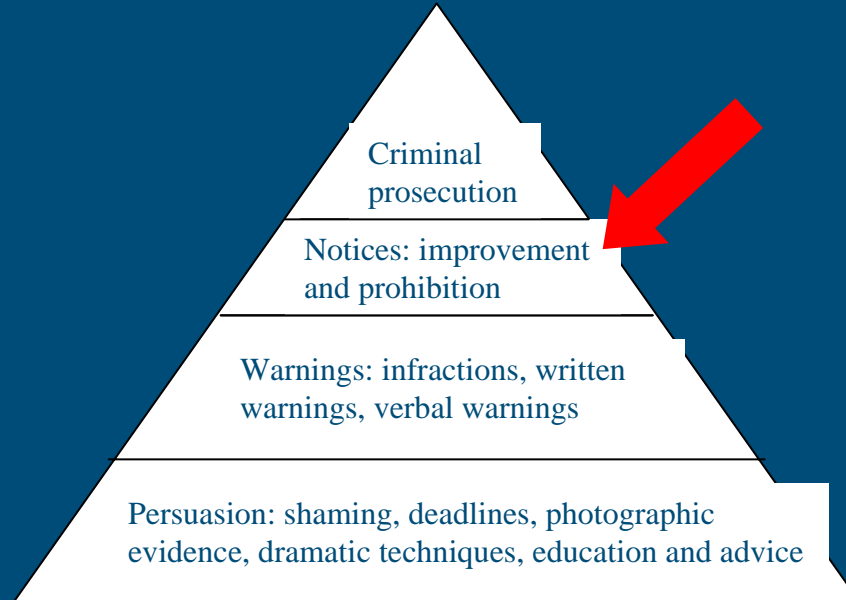 Criminal
prosecution
Notices: improvement
and prohibition
Warnings: infractions, written
warnings, verbal warnings
Persuasion: shaming, deadlines, photographic
evidence, dramatic techniques, education and advice